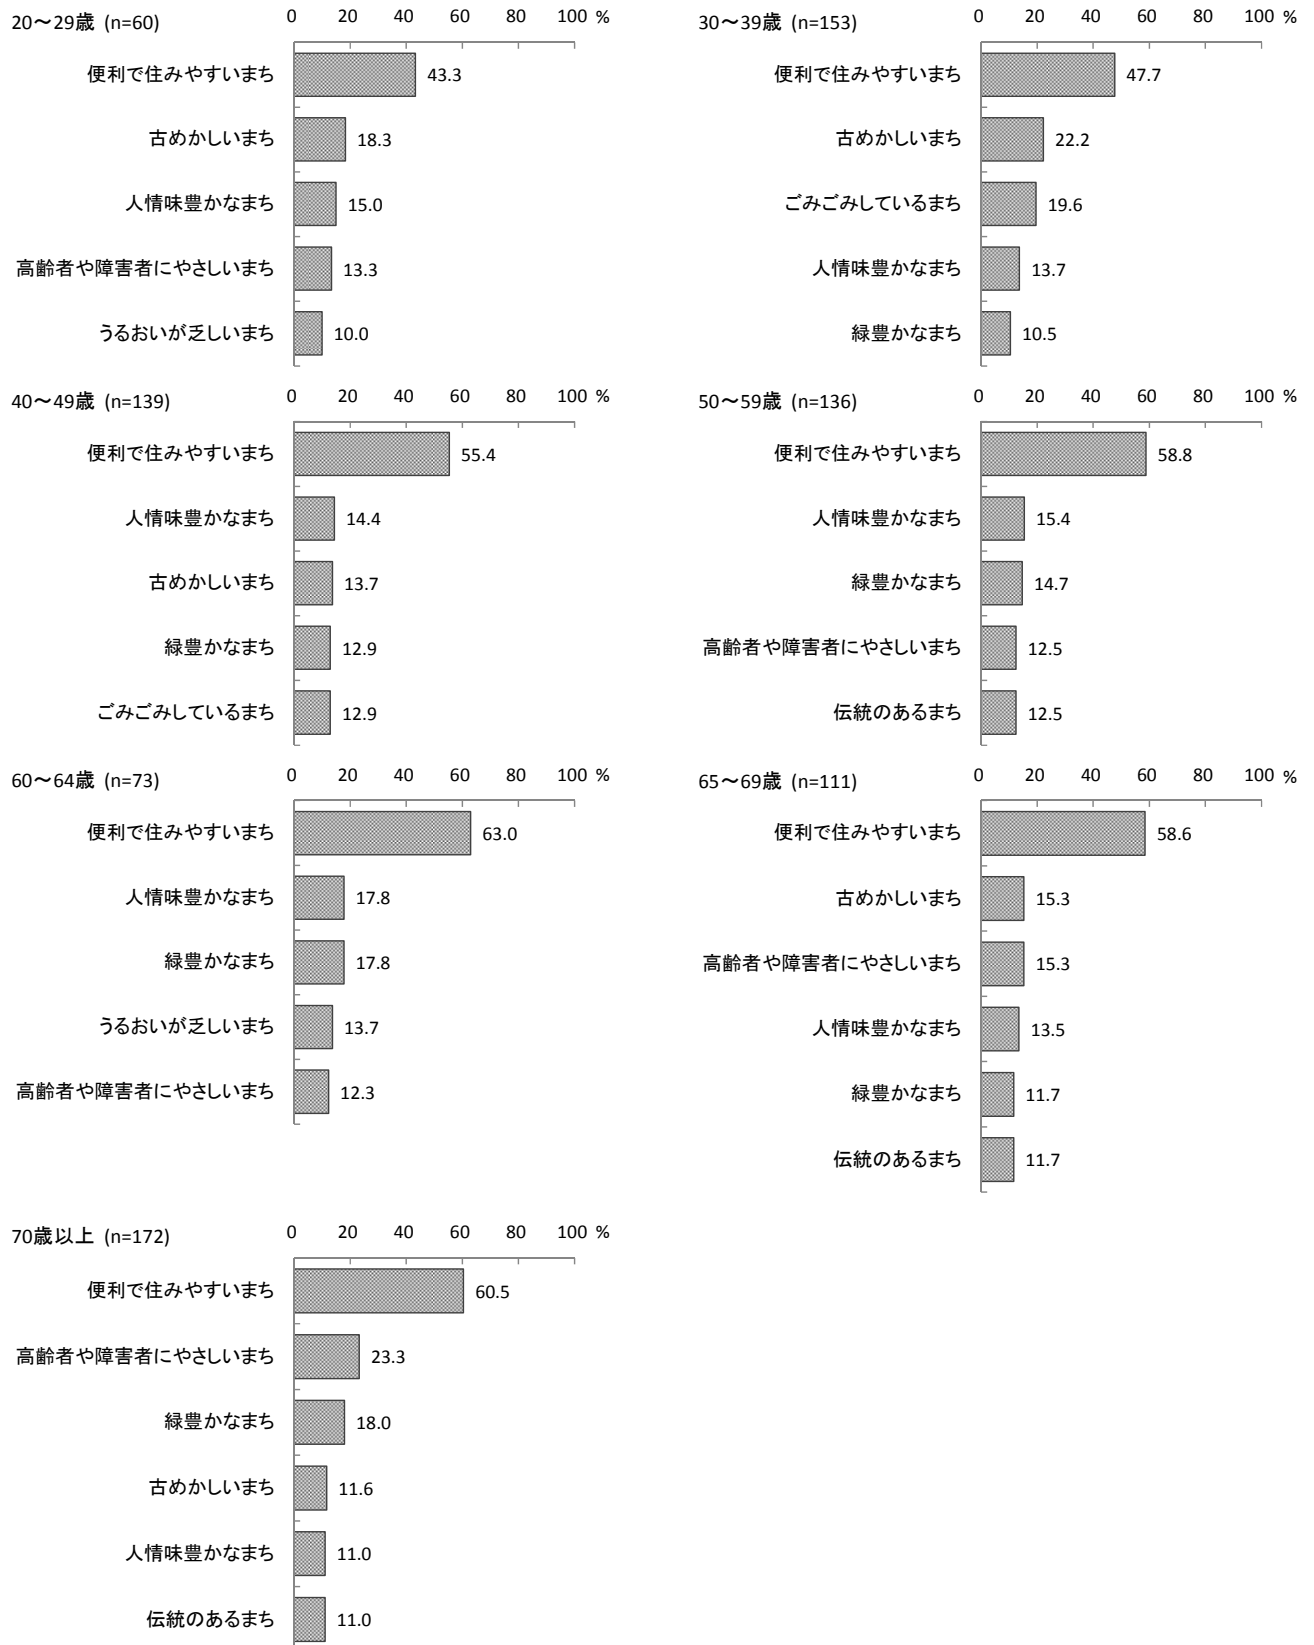 20～29歳 (n=60)
0 20 40 60 80 100 %
便利で住みやすいまち 43.3
古めかしいまち 18.3
人情味豊かなまち 15.0
高齢者や障害者にやさしいまち 13.3
うるおいが乏しいまち 10.0
30～39歳 (n=153)
0 20 40 60 80 100 %
便利で住みやすいまち 47.7
古めかしいまち 22.2
ごみごみしているまち 19.6
人情味豊かなまち 13.7
緑豊かなまち 10.5
40～49歳 (n=139)
0 20 40 60 80 100 %
便利で住みやすいまち 55.4
人情味豊かなまち 14.4
古めかしいまち 13.7
緑豊かなまち 12.9
ごみごみしているまち 12.9
50～59歳 (n=136)
0 20 40 60 80 100 %
便利で住みやすいまち 58.8
人情味豊かなまち 15.4
緑豊かなまち 14.7
高齢者や障害者にやさしいまち 12.5
伝統のあるまち 12.5
60～64歳 (n=73)
0 20 40 60 80 100 %
便利で住みやすいまち 63.0
人情味豊かなまち 17.8
緑豊かなまち 17.8
うるおいが乏しいまち 13.7
高齢者や障害者にやさしいまち 12.3
65～69歳 (n=111)
0 20 40 60 80 100 %
便利で住みやすいまち 58.6
古めかしいまち 15.3
高齢者や障害者にやさしいまち 15.3
人情味豊かなまち 13.5
緑豊かなまち 11.7
伝統のあるまち 11.7
70歳以上 (n=172)
0 20 40 60 80 100 %
便利で住みやすいまち 60.5
高齢者や障害者にやさしいまち 23.3
緑豊かなまち 18.0
古めかしいまち 11.6
人情味豊かなまち 11.0
伝統のあるまち 11.0